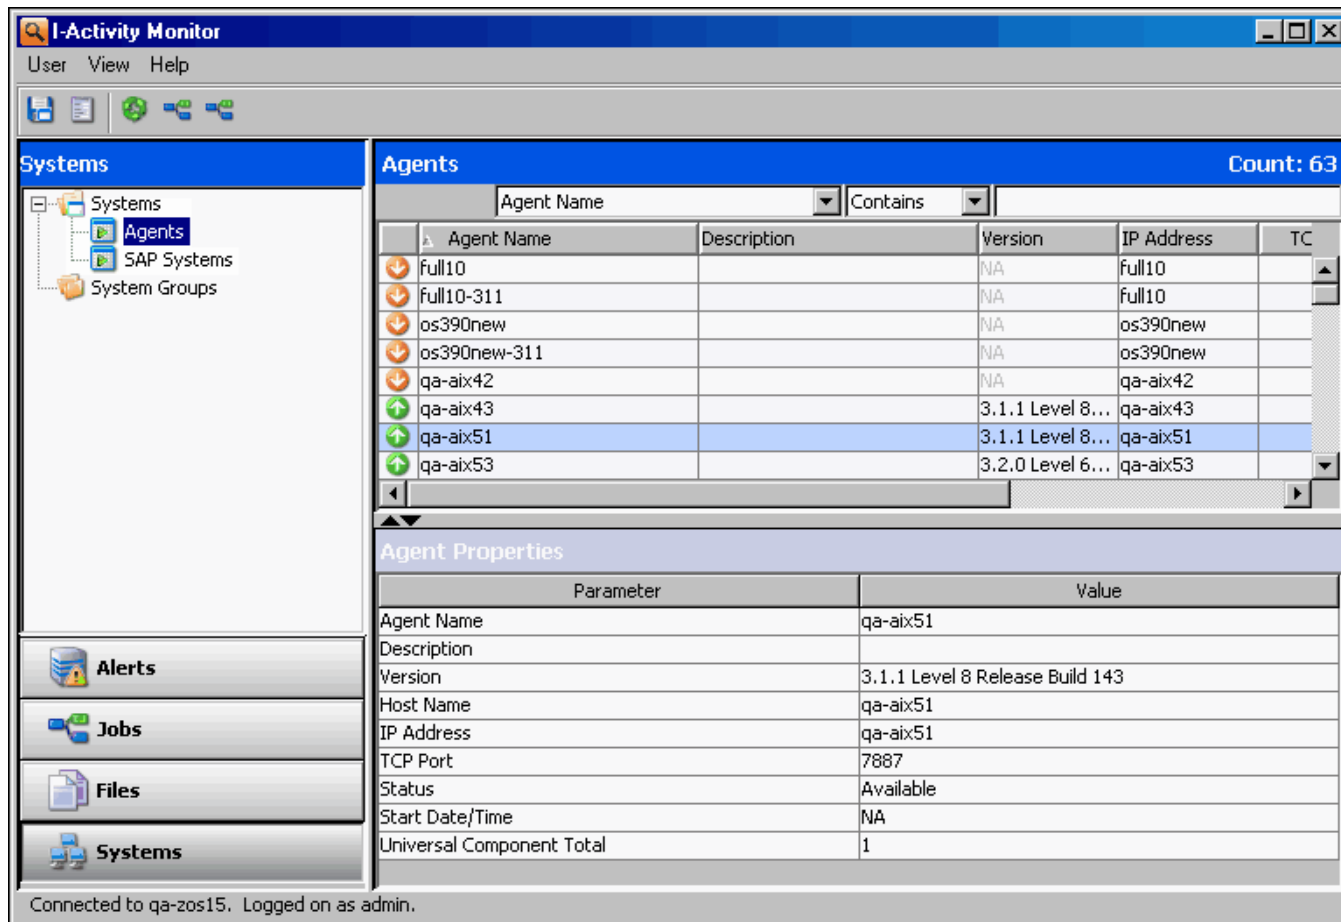 I-Activity Monitor
User View Help
Systems
Systems
Agents
SAP Systems
System Groups
Alerts
Jobs
Files
Systems
Agents Count: 63
Agent Name Contains
Agent Name Description Version IP Address TC
full10 NA full10
full10-311 NA full10
os390new NA os390new
os390new-311 NA os390new
qa-aix42 NA qa-aix42
qa-aix43 3.1.1 Level 8... qa-aix43
qa-aix51 3.1.1 Level 8... qa-aix51
qa-aix53 3.2.0 Level 6... qa-aix53
Agent Properties
Parameter Value
Agent Name qa-aix51
Description
Version 3.1.1 Level 8 Release Build 143
Host Name qa-aix51
IP Address qa-aix51
TCP Port 7887
Status Available
Start Date/Time NA
Universal Component Total 1
Connected to qa-zos15. Logged on as admin.